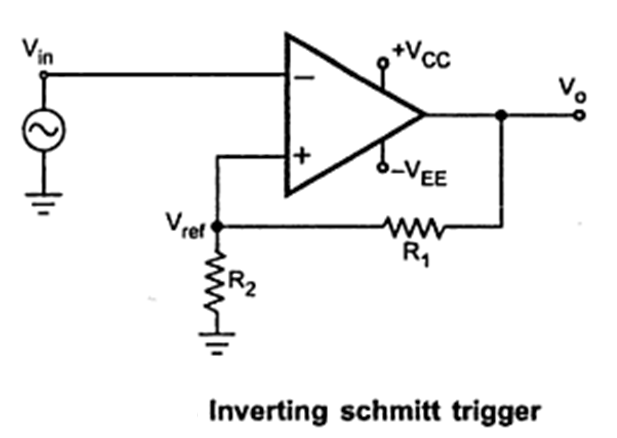 Vin
+VCC
−
Vo
+
−VEE
Vref
R1
R2
Inverting schmitt trigger